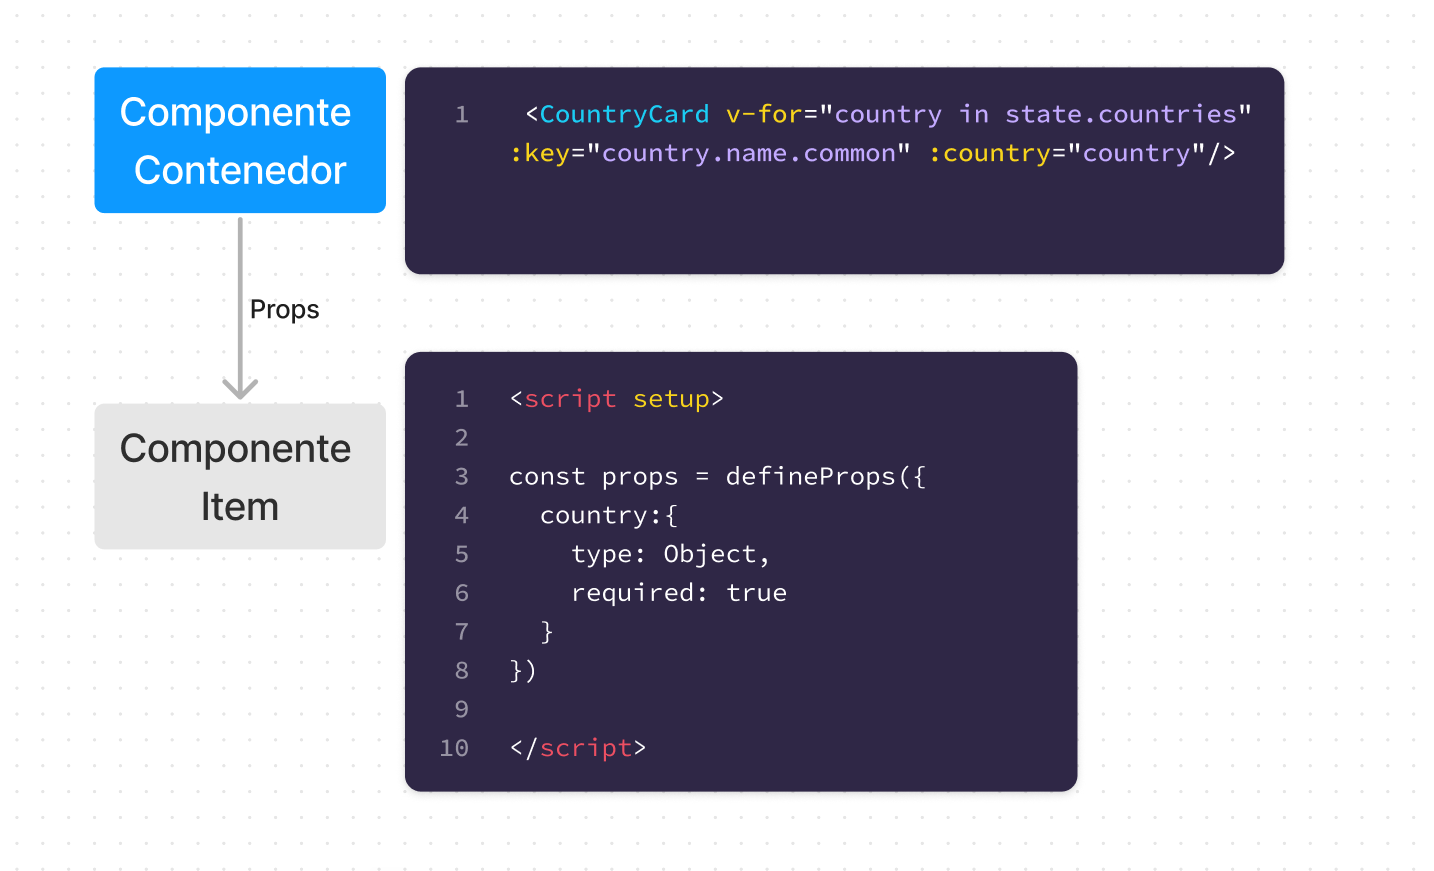 Componente
Contenedor
1 <CountryCard v-for="country in state.countries"
:key="country.name.common" :country="country"/>
Props
Componente
Item
1 <script setup>
2
3 const props = defineProps({
4   country:{
5     type: Object,
6     required: true
7   }
8 })
9
10 </script>